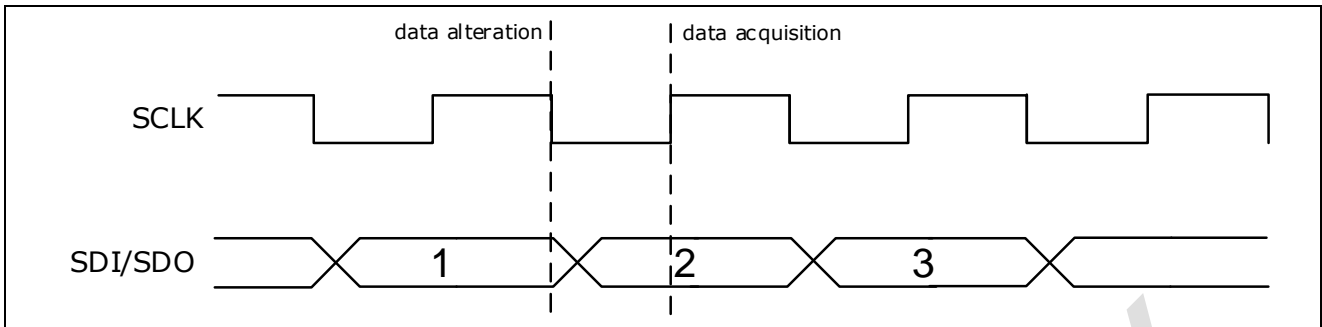 data alteration
data acquisition
SCLK
SDI/SDO
1
2
3